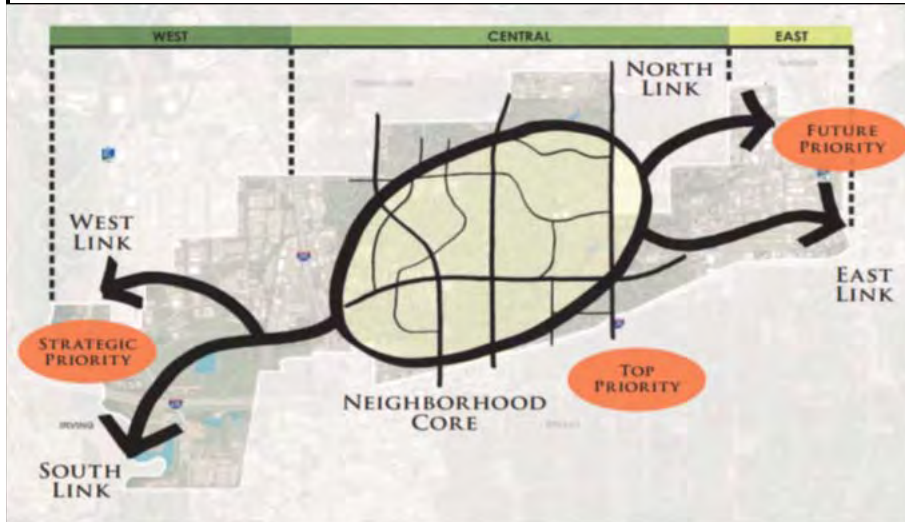 WEST
CENTRAL
EAST
NORTH
LINK
FUTURE
PRIORITY
WEST
LINK
EAST
LINK
STRATEGIC
PRIORITY
TOP
PRIORITY
NEIGHBORHOOD
CORE
IRVING
SOUTH
LINK